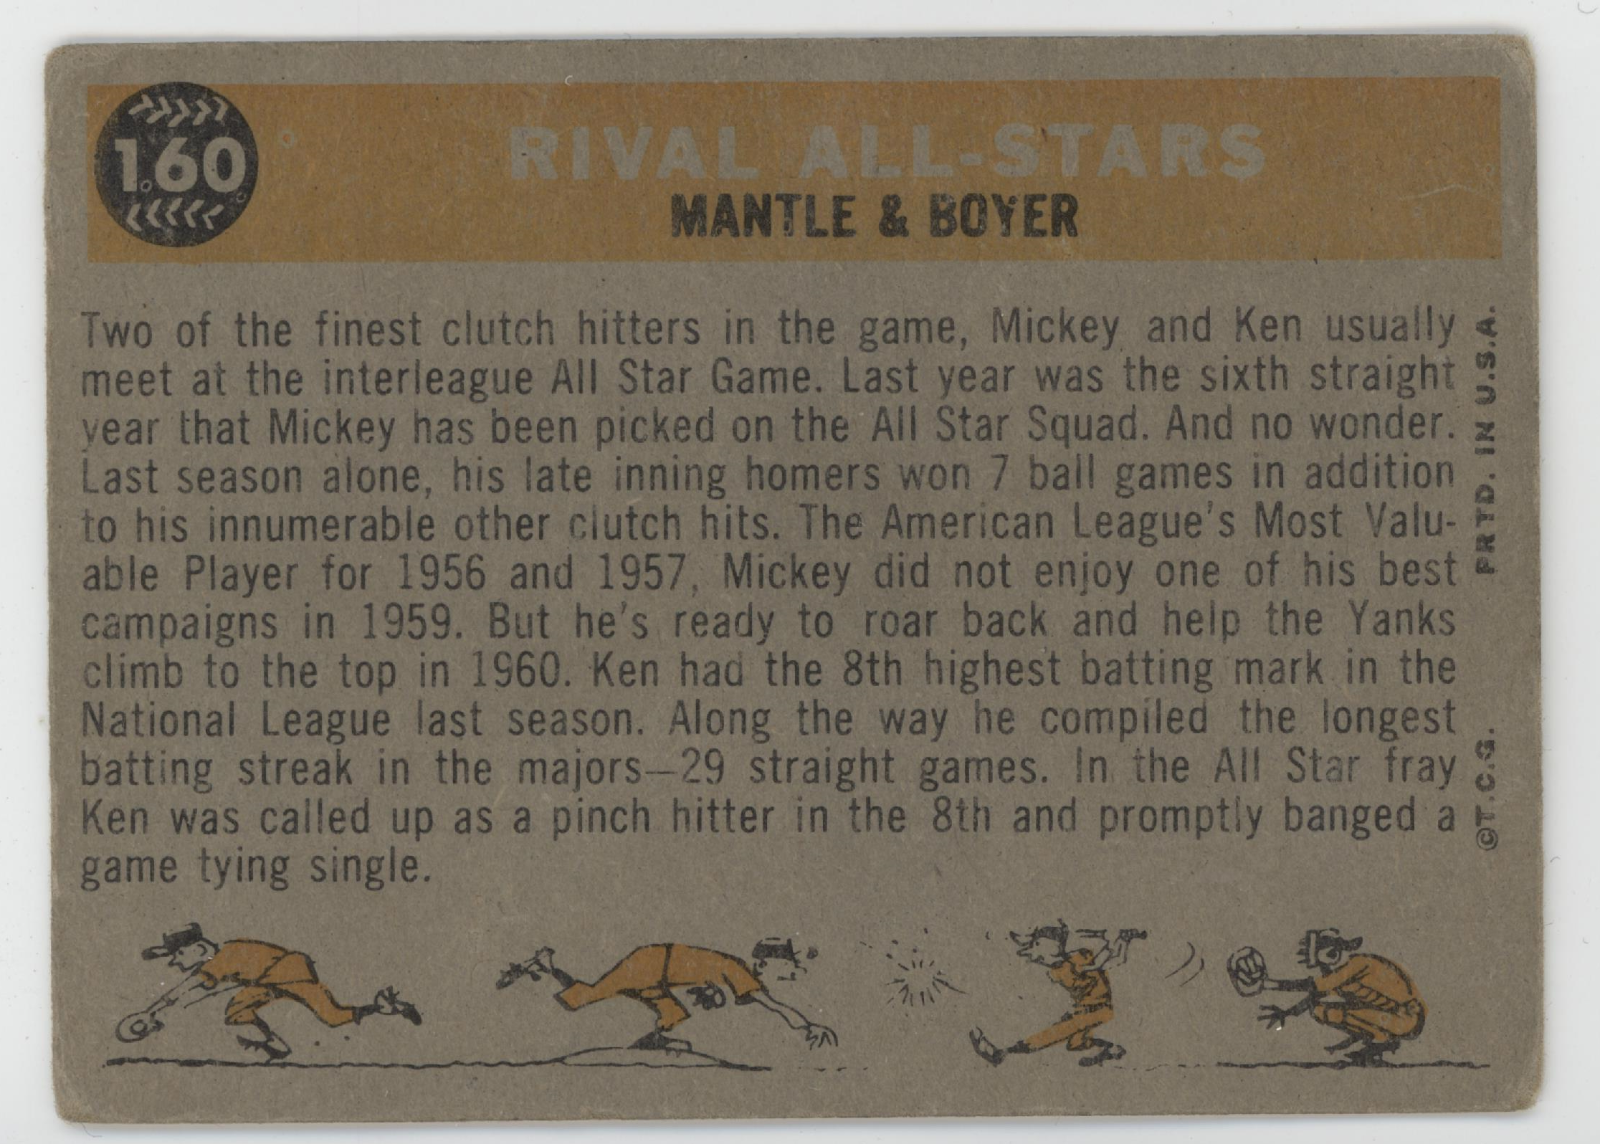 160
RIVAL ALL-STARS
MANTLE & BOYER
Two of the finest clutch hitters in the game, Mickey and Ken usually
meet at the interleague All Star Game. Last year was the sixth straight
year that Mickey has been picked on the All Star Squad. And no wonder.
Last season alone, his late inning homers won 7 ball games in addition
to his innumerable other clutch hits. The American League's Most Valu-
able Player for 1956 and 1957, Mickey did not enjoy one of his best
campaigns in 1959. But he's ready to roar back and help the Yanks
climb to the top in 1960. Ken had the 8th highest batting mark in the
National League last season. Along the way he compiled the longest
batting streak in the majors—29 straight games. In the All Star fray
Ken was called up as a pinch hitter in the 8th and promptly banged a
game tying single.
©T.C.G. PRTD. IN U.S.A.